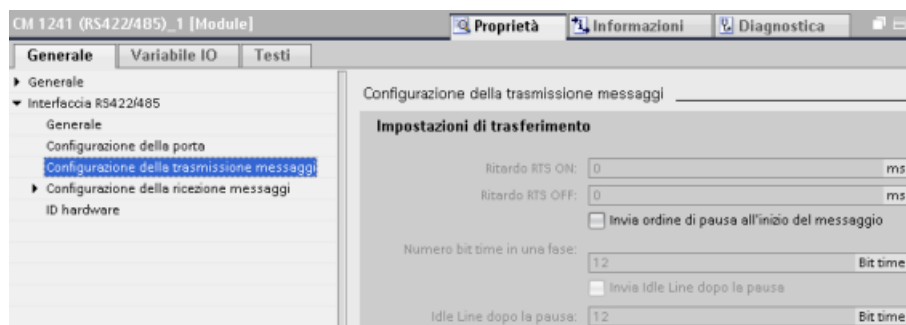 CM 1241 (RS422/485)_1 [Module]
Proprietà
Informazioni
Diagnostica
Generale
Variabile IO
Testi
Generale
Interfaccia RS422/485
Generale
Configurazione della porta
Configurazione della trasmissione messaggi
Configurazione della ricezione messaggi
ID hardware
Configurazione della trasmissione messaggi
Impostazioni di trasferimento
Ritardo RTS ON: 0 ms
Ritardo RTS OFF: 0 ms
Invia ordine di pausa all'inizio del messaggio
Numero bit time in una fase:
12 Bit time
Invia Idle Line dopo la pausa
Idle Line dopo la pausa: 12 Bit time